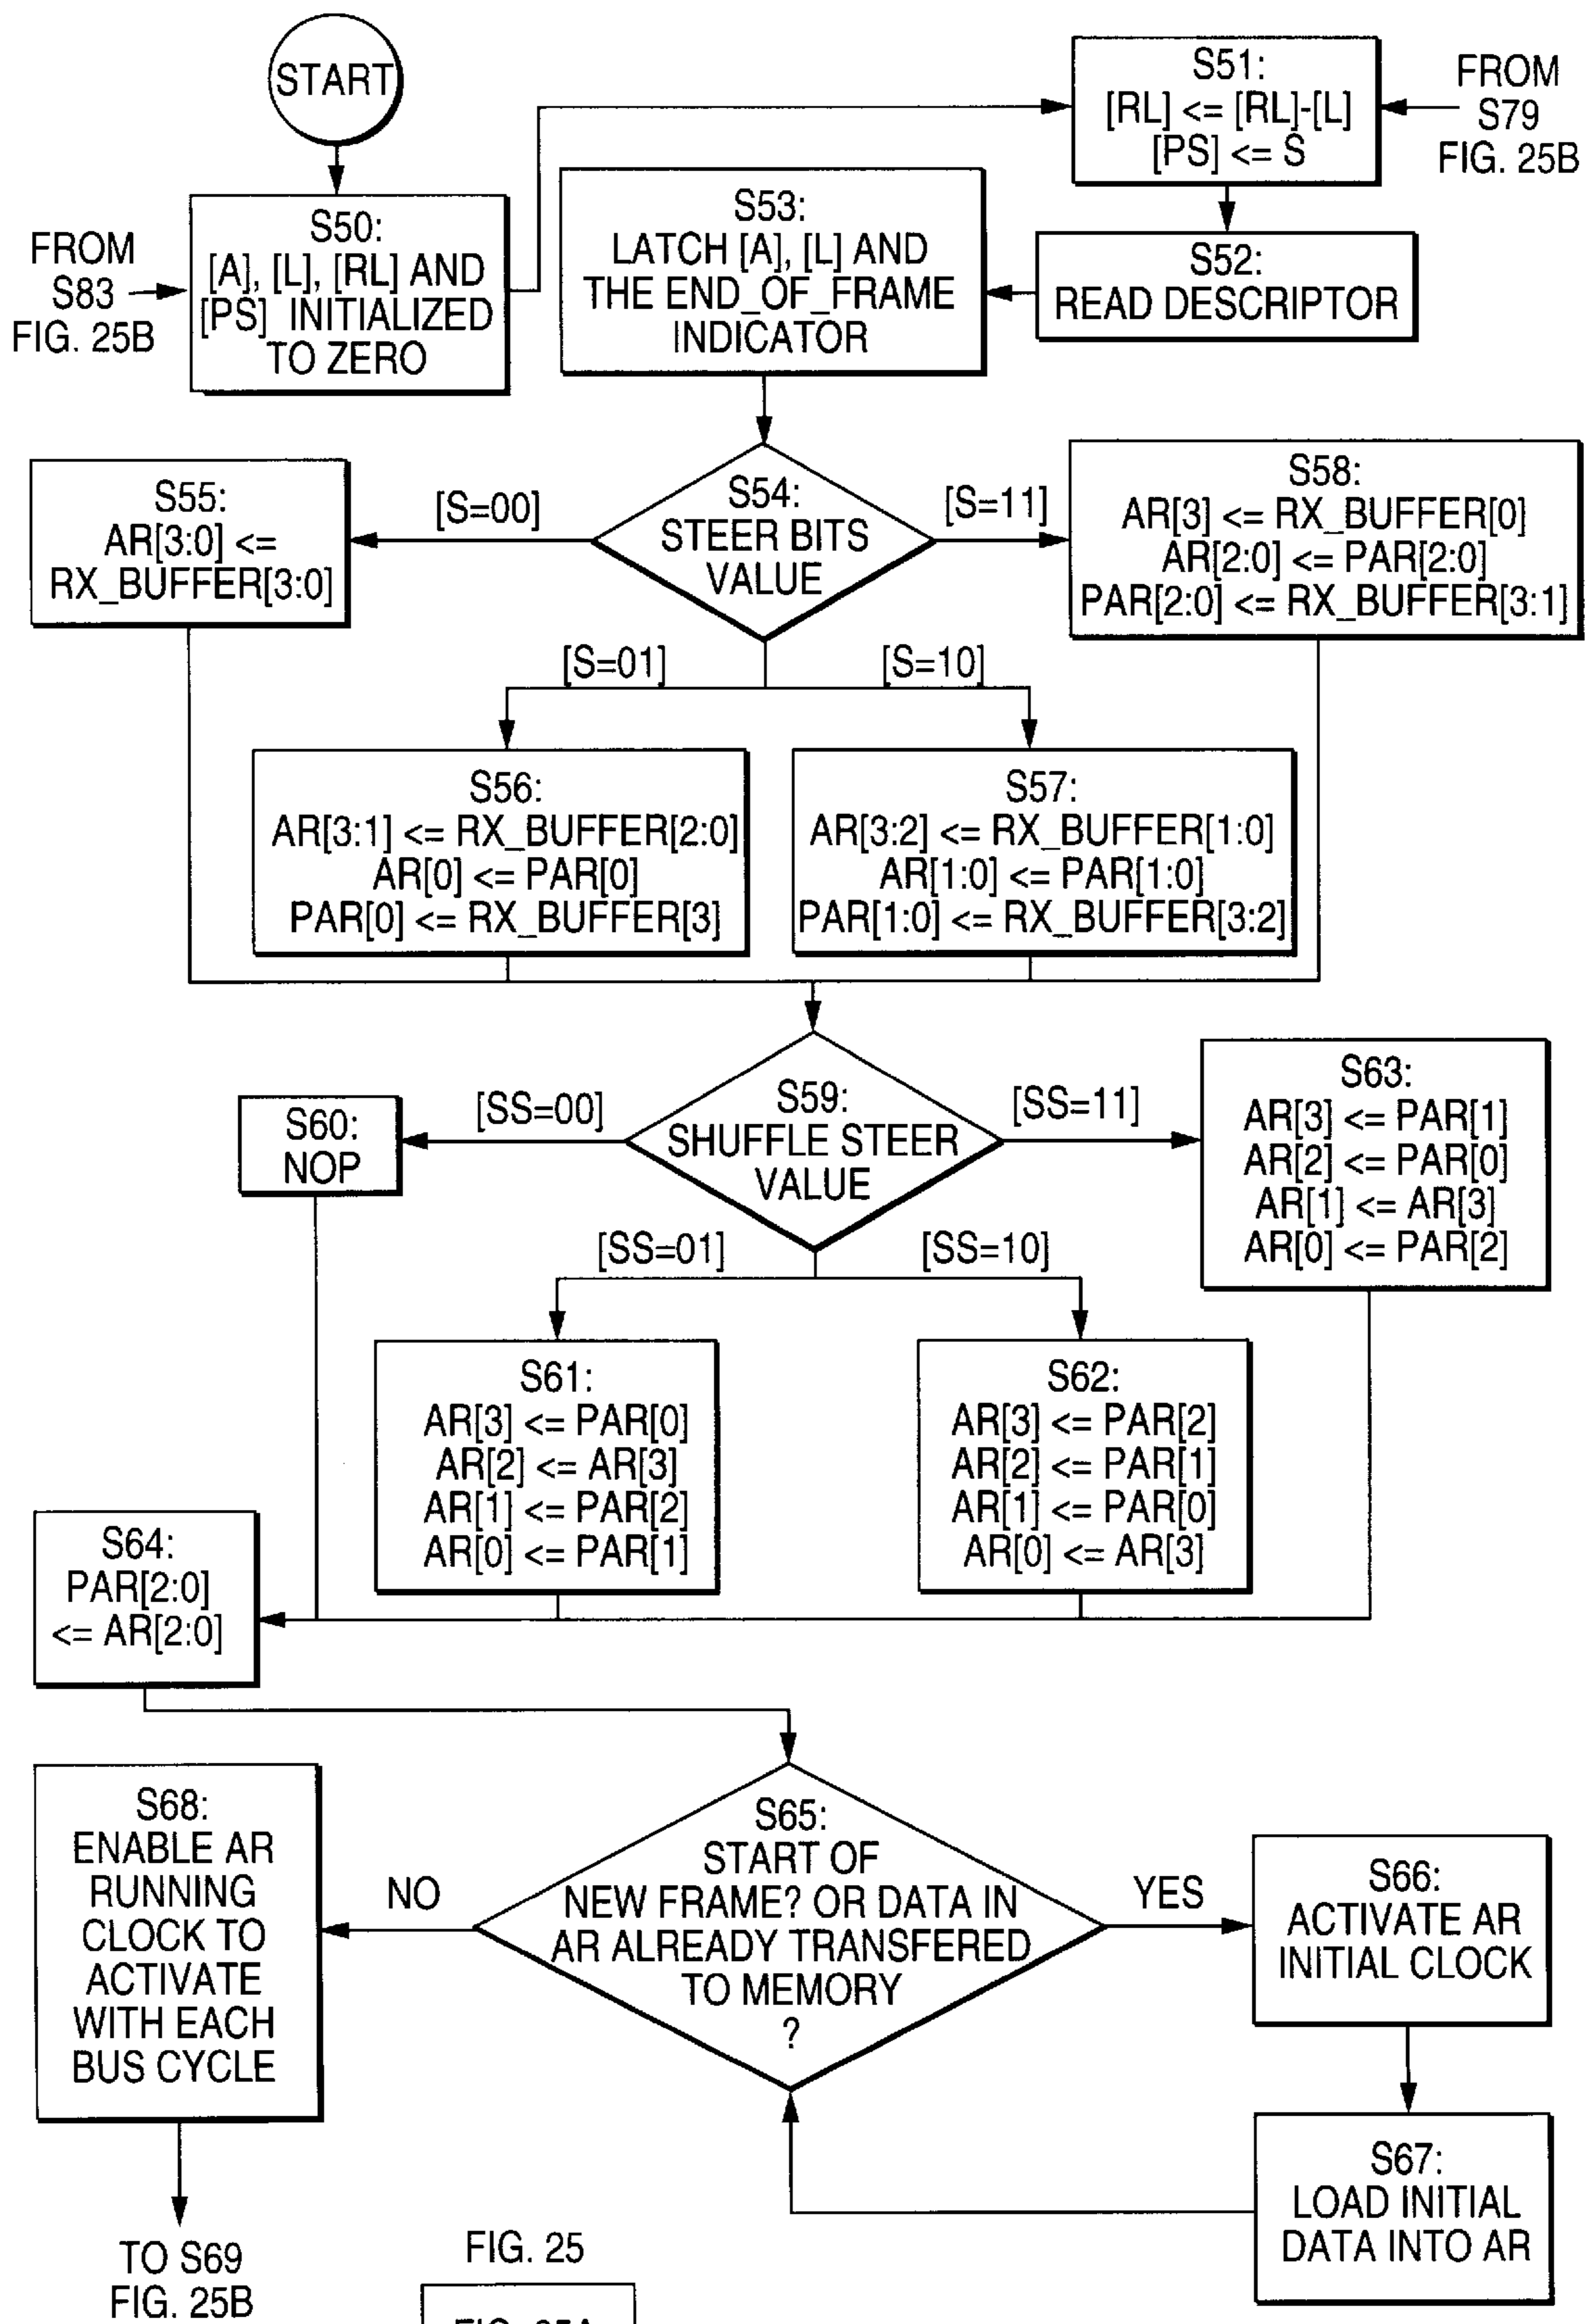 START
S51:
[RL] <= [RL]-[L]
[PS] <= S
FROM
S79
FIG. 25B
FROM
S83
FIG. 25B
S50:
[A], [L], [RL] AND
[PS] INITIALIZED
TO ZERO
S53:
LATCH [A], [L] AND
THE END_OF_FRAME
INDICATOR
S52:
READ DESCRIPTOR
S55:
AR[3:0] <=
RX_BUFFER[3:0]
[S=00]
S54:
STEER BITS
VALUE
[S=11]
S58:
AR[3] <= RX_BUFFER[0]
AR[2:0] <= PAR[2:0]
PAR[2:0] <= RX_BUFFER[3:1]
[S=01]
[S=10]
S56:
AR[3:1] <= RX_BUFFER[2:0]
AR[0] <= PAR[0]
PAR[0] <= RX_BUFFER[3]
S57:
AR[3:2] <= RX_BUFFER[1:0]
AR[1:0] <= PAR[1:0]
PAR[1:0] <= RX_BUFFER[3:2]
S60:
NOP
[SS=00]
S59:
SHUFFLE STEER
VALUE
[SS=11]
S63:
AR[3] <= PAR[1]
AR[2] <= PAR[0]
AR[1] <= AR[3]
AR[0] <= PAR[2]
[SS=01]
[SS=10]
S61:
AR[3] <= PAR[0]
AR[2] <= AR[3]
AR[1] <= PAR[2]
AR[0] <= PAR[1]
S62:
AR[3] <= PAR[2]
AR[2] <= PAR[1]
AR[1] <= PAR[0]
AR[0] <= AR[3]
S64:
PAR[2:0]
<= AR[2:0]
S68:
ENABLE AR
RUNNING
CLOCK TO
ACTIVATE
WITH EACH
BUS CYCLE
NO
S65:
START OF
NEW FRAME? OR DATA IN
AR ALREADY TRANSFERED
TO MEMORY
?
YES
S66:
ACTIVATE AR
INITIAL CLOCK
S67:
LOAD INITIAL
DATA INTO AR
TO S69
FIG. 25B
FIG. 25